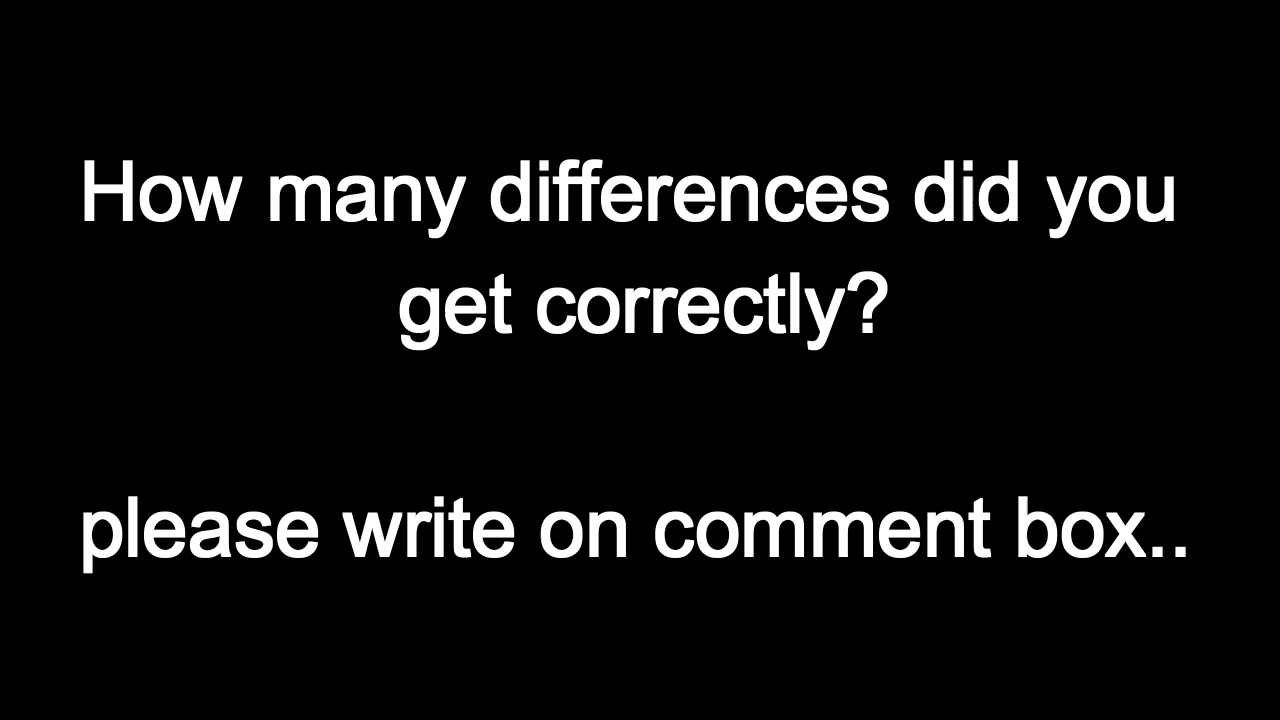 How many differences did you
get correctly?
please write on comment box..